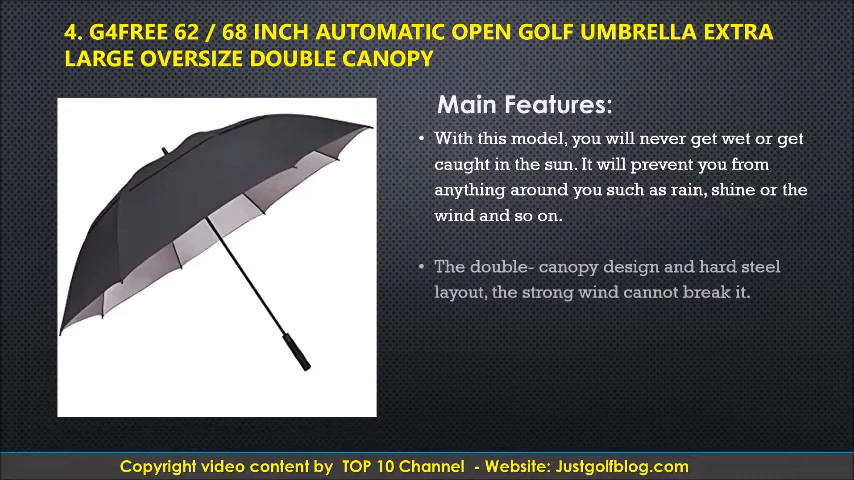 4. G4FREE 62 / 68 INCH AUTOMATIC OPEN GOLF UMBRELLA EXTRA
LARGE OVERSIZE DOUBLE CANOPY
Main Features:
• With this model, you will never get wet or get
caught in the sun. It will prevent you from
anything around you such as rain, shine or the
wind and so on.
• The double- canopy design and hard steel
layout, the strong wind cannot break it.
Copyright video content by TOP 10 Channel - Website: Justgolfblog.com